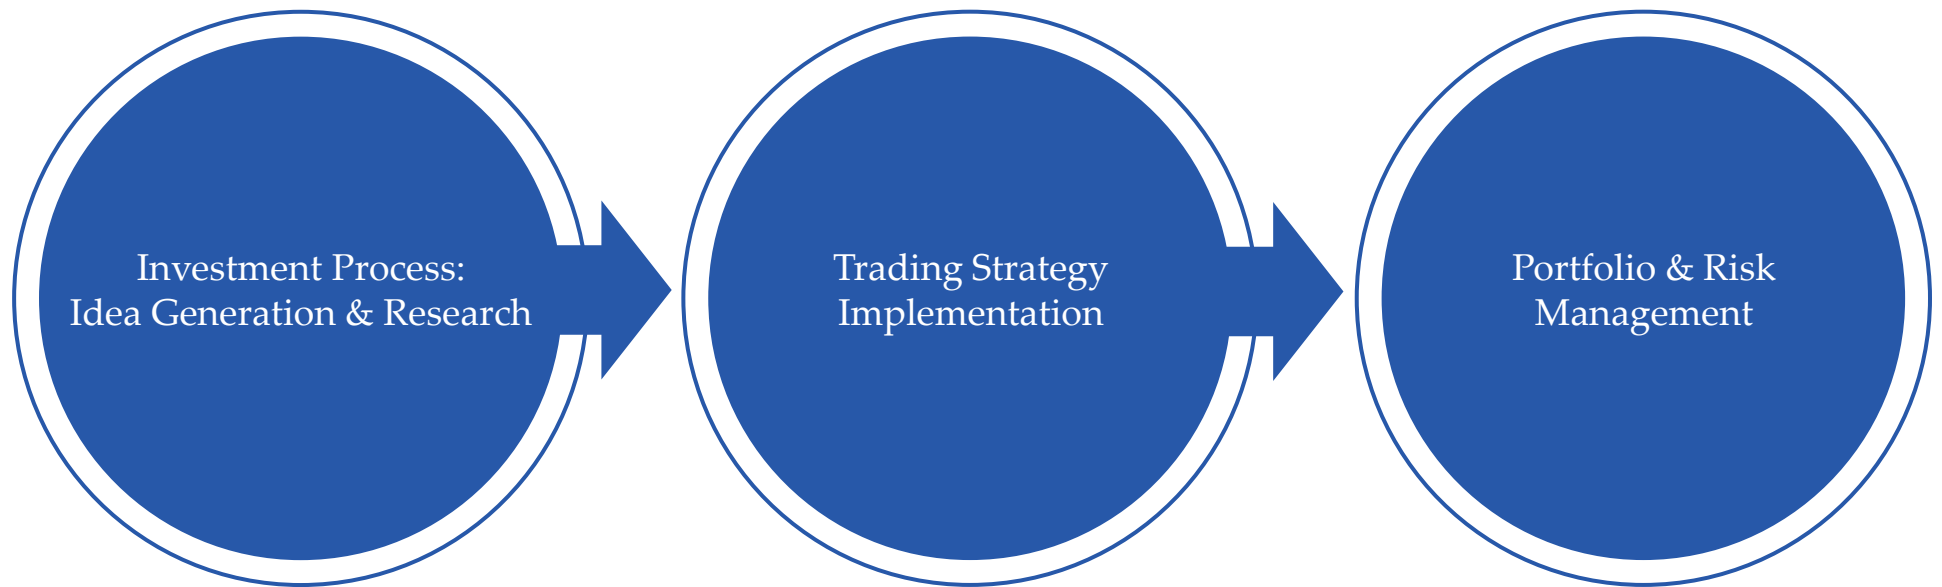 Investment Process:
Idea Generation & Research
Trading Strategy
Implementation
Portfolio & Risk
Management